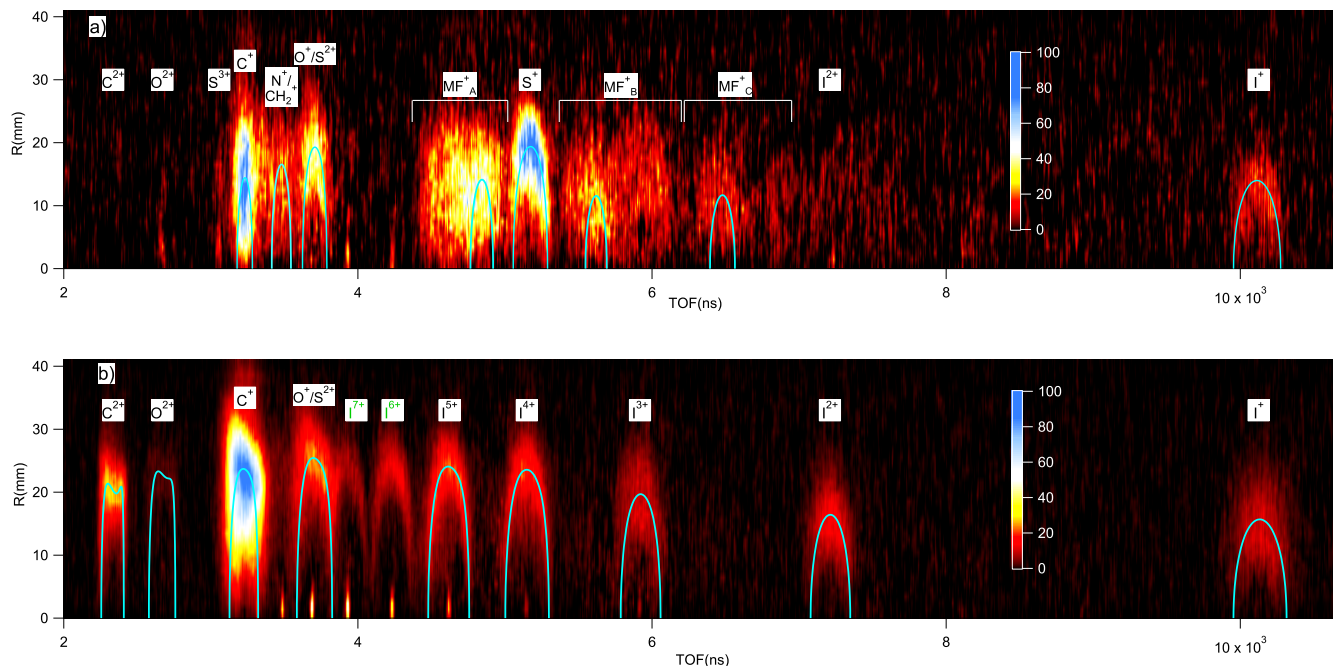 a)
C²⁺ O²⁺ S³⁺ C⁺ N⁺/CH₂⁺ O⁺/S²⁺ MF⁺A S⁺ MF⁺B MF⁺C I²⁺ I⁺
40
30
20
10
0
R(mm)
100
80
60
40
20
0
2 4 6 8 10 x 10³
TOF(ns)
b)
C²⁺ O²⁺ C⁺ O⁺/S²⁺ I⁷⁺ I⁶⁺ I⁵⁺ I⁴⁺ I³⁺ I²⁺ I⁺
40
30
20
10
0
R(mm)
100
80
60
40
20
0
2 4 6 8 10 x 10³
TOF(ns)